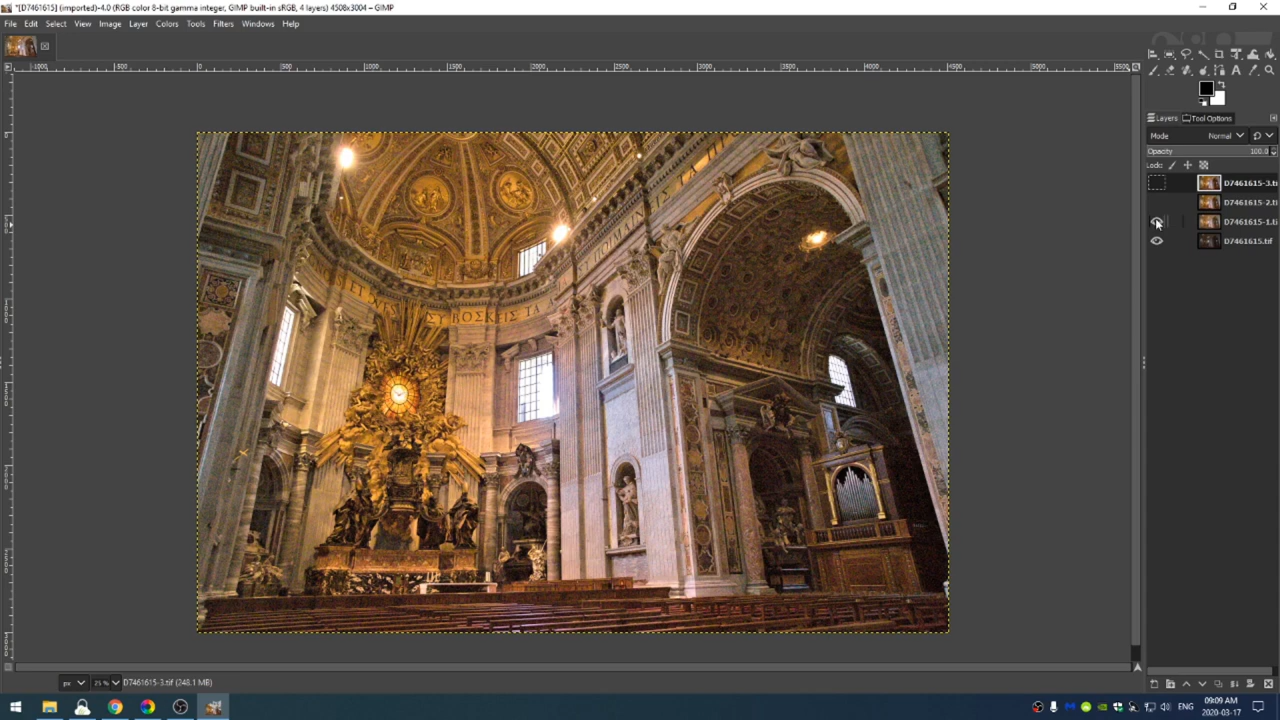 *[D7461615] (imported)-4.0 (RGB color 8-bit gamma integer, GIMP built-in sRGB, 4 layers) 4508x3004 – GIMP
File Edit Select View Image Layer Colors Tools Filters Windows Help
Layers Tool Options
Mode Normal
Opacity 100.0
Lock:
D7461615-3.ti
D7461615-2.ti
D7461615-1.ti
D7461615.tif
px 25 % D7461615-3.tif (248.1 MB)
ENG 09:09 AM
2020-03-17